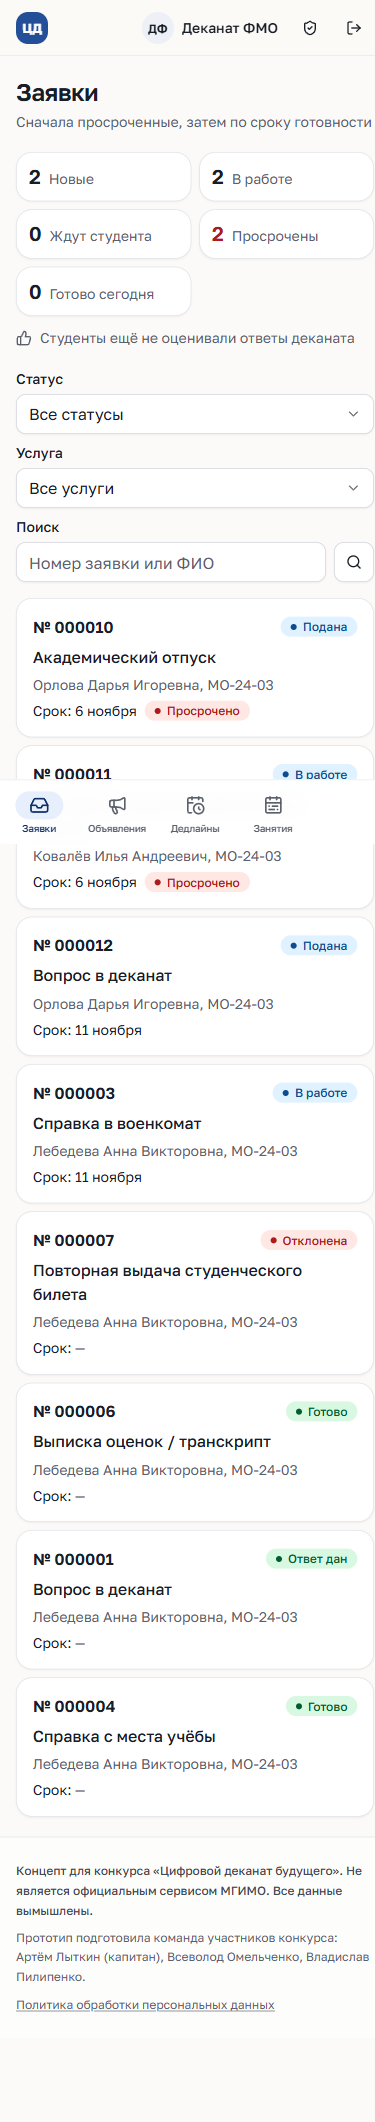 ЦД
ДФ Деканат ФМО
Заявки
Сначала просроченные, затем по сроку готовности
2 Новые
2 В работе
0 Ждут студента
2 Просрочены
0 Готово сегодня
Студенты ещё не оценивали ответы деканата
Статус
Все статусы
Услуга
Все услуги
Поиск
Номер заявки или ФИО
№ 000010 Подана
Академический отпуск
Орлова Дарья Игоревна, МО-24-03
Срок: 6 ноября Просрочено
№ 000011 В работе
Заявки Объявления Дедлайны Занятия
Ковалёв Илья Андреевич, МО-24-03
Срок: 6 ноября Просрочено
№ 000012 Подана
Вопрос в деканат
Орлова Дарья Игоревна, МО-24-03
Срок: 11 ноября
№ 000003 В работе
Справка в военкомат
Лебедева Анна Викторовна, МО-24-03
Срок: 11 ноября
№ 000007 Отклонена
Повторная выдача студенческого
билета
Лебедева Анна Викторовна, МО-24-03
Срок: —
№ 000006 Готово
Выписка оценок / транскрипт
Лебедева Анна Викторовна, МО-24-03
Срок: —
№ 000001 Ответ дан
Вопрос в деканат
Лебедева Анна Викторовна, МО-24-03
Срок: —
№ 000004 Готово
Справка с места учёбы
Лебедева Анна Викторовна, МО-24-03
Срок: —
Концепт для конкурса «Цифровой деканат будущего». Не
является официальным сервисом МГИМО. Все данные
вымышлены.
Прототип подготовила команда участников конкурса:
Артём Лыткин (капитан), Всеволод Омельченко, Владислав
Пилипенко.
Политика обработки персональных данных